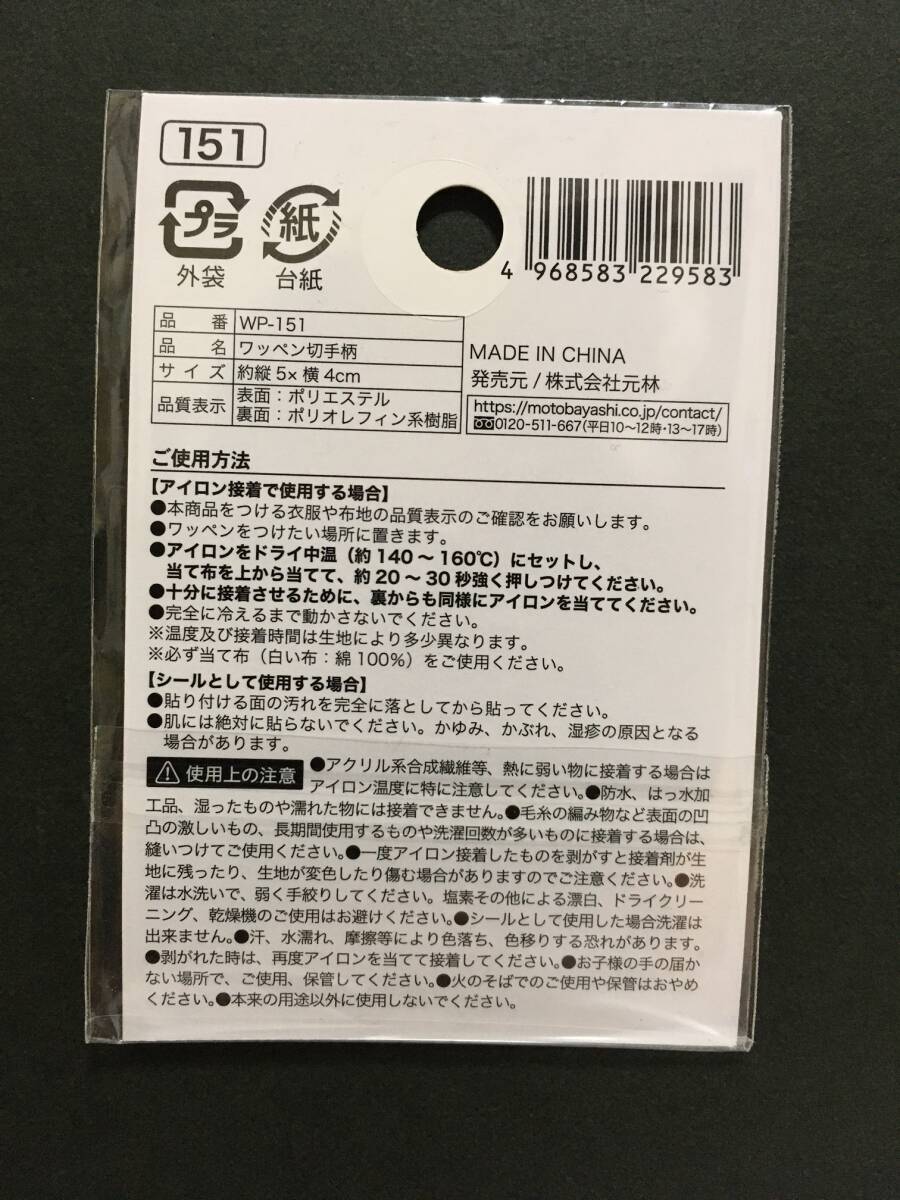 151
プラ
紙
外袋
台紙
4 968583 229583
品番 WP-151
品名 ワッペン切手柄
サイズ 約縦 5× 横 4cm
品質表示 表面：ポリエステル
裏面：ポリオレフィン系樹脂
MADE IN CHINA
発売元 / 株式会社元林
https://motobayashi.co.jp/contact/
0120-511-667(平日10～12時・13～17時)
ご使用方法
【アイロン接着で使用する場合】
●本商品をつける衣服や布地の品質表示のご確認をお願いします。
●ワッペンをつけたい場所に置きます。
●アイロンをドライ中温（約 140 ～ 160℃）にセットし、
当て布を上から当てて、約 20 ～ 30 秒強く押しつけてください。
●十分に接着させるために、裏からも同様にアイロンを当ててください。
●完全に冷えるまで動かさないでください。
※温度及び接着時間は生地により多少異なります。
※必ず当て布（白い布：綿 100%）をご使用ください。
【シールとして使用する場合】
●貼り付ける面の汚れを完全に落としてから貼ってください。
●肌には絶対に貼らないでください。かゆみ、かぶれ、湿疹の原因となる
場合があります。
⚠ 使用上の注意 ●アクリル系合成繊維等、熱に弱い物に接着する場合は
アイロン温度に特に注意してください。●防水、はっ水加
工品、湿ったものや濡れた物には接着できません。●毛糸の編み物など表面の凹
凸の激しいもの、長期間使用するものや洗濯回数が多いものに接着する場合は、
縫いつけてご使用ください。●一度アイロン接着したものを剥がすと接着剤が生
地に残ったり、生地が変色したり傷む場合がありますのでご注意ください。●洗
濯は水洗いで、弱く手絞りしてください。塩素その他による漂白、ドライクリー
ニング、乾燥機のご使用はお避けください。●シールとして使用した場合洗濯は
出来ません。●汗、水濡れ、摩擦等により色落ち、色移りする恐れがあります。
●剥がれた時は、再度アイロンを当てて接着してください。●お子様の手の届か
ない場所で、ご使用、保管してください。●火のそばでのご使用や保管はおやめ
ください。●本来の用途以外に使用しないでください。